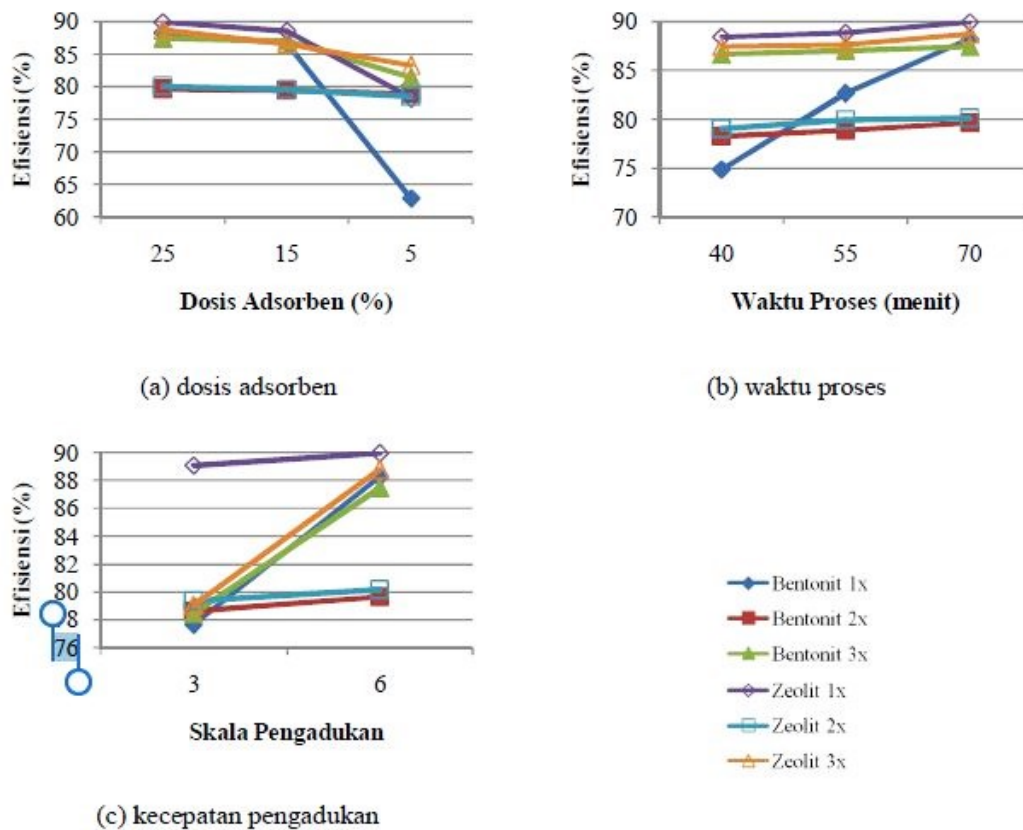 Efisiensi (%)
90
85
80
75
70
65
60
25 15 5
Dosis Adsorben (%)
(a) dosis adsorben
Efisiensi (%)
90
85
80
75
70
40 55 70
Waktu Proses (menit)
(b) waktu proses
Efisiensi (%)
90
88
86
84
82
80
78
76
3 6
Skala Pengadukan
(c) kecepatan pengadukan
Bentonit 1x
Bentonit 2x
Bentonit 3x
Zeolit 1x
Zeolit 2x
Zeolit 3x